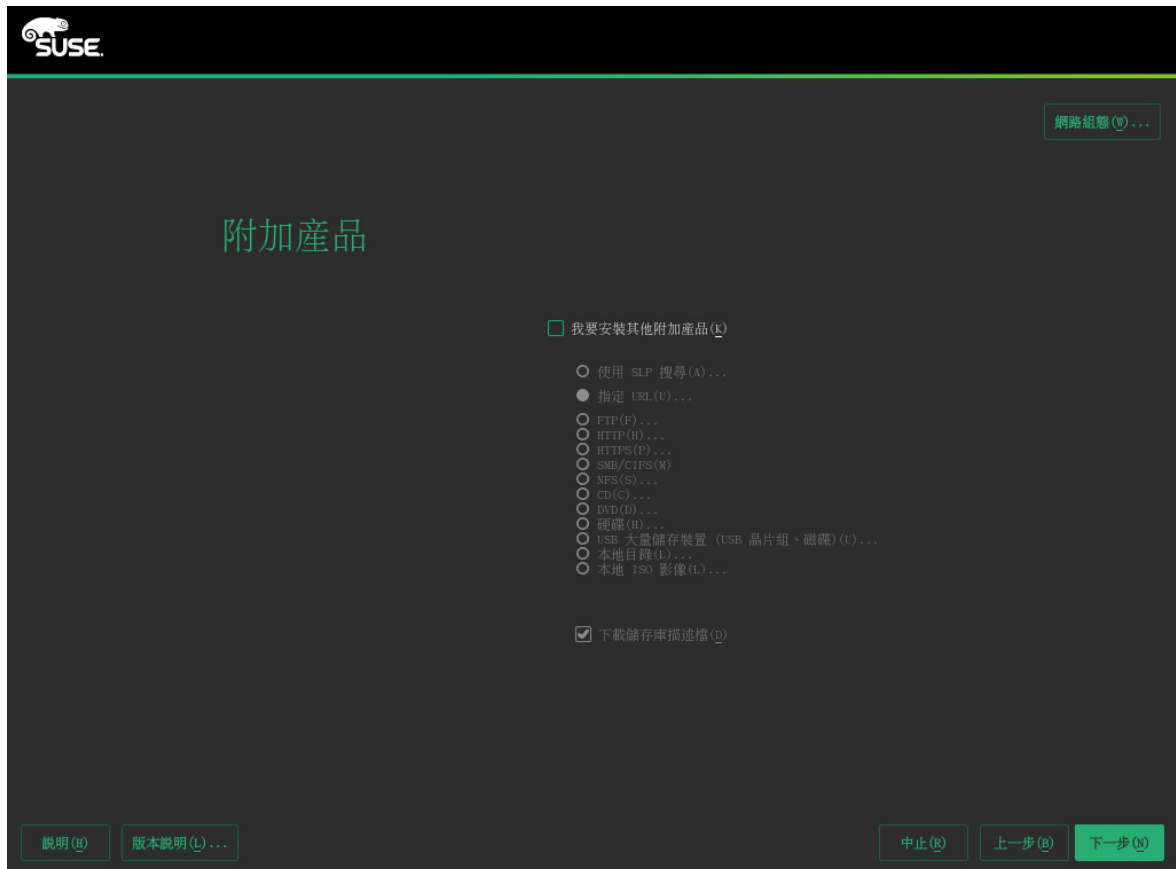 SUSE.
網路組態(W)...
附加産品
我要安裝其他附加産品(K)
使用 SLP 搜尋(A)...
指定 URL(U)...
FTP(F)...
HTTP(H)...
HTTPS(P)...
SMB/CIFS(M)
NFS(S)...
CD(C)...
DVD(D)...
硬碟(H)...
USB 大量儲存裝置 (USB 晶片組、磁碟)(U)...
本地目錄(L)...
本地 ISO 影像(L)...
下載儲存庫描述檔(D)
說明(H) 版本說明(L)... 中止(R) 上一步(B) 下一步(N)